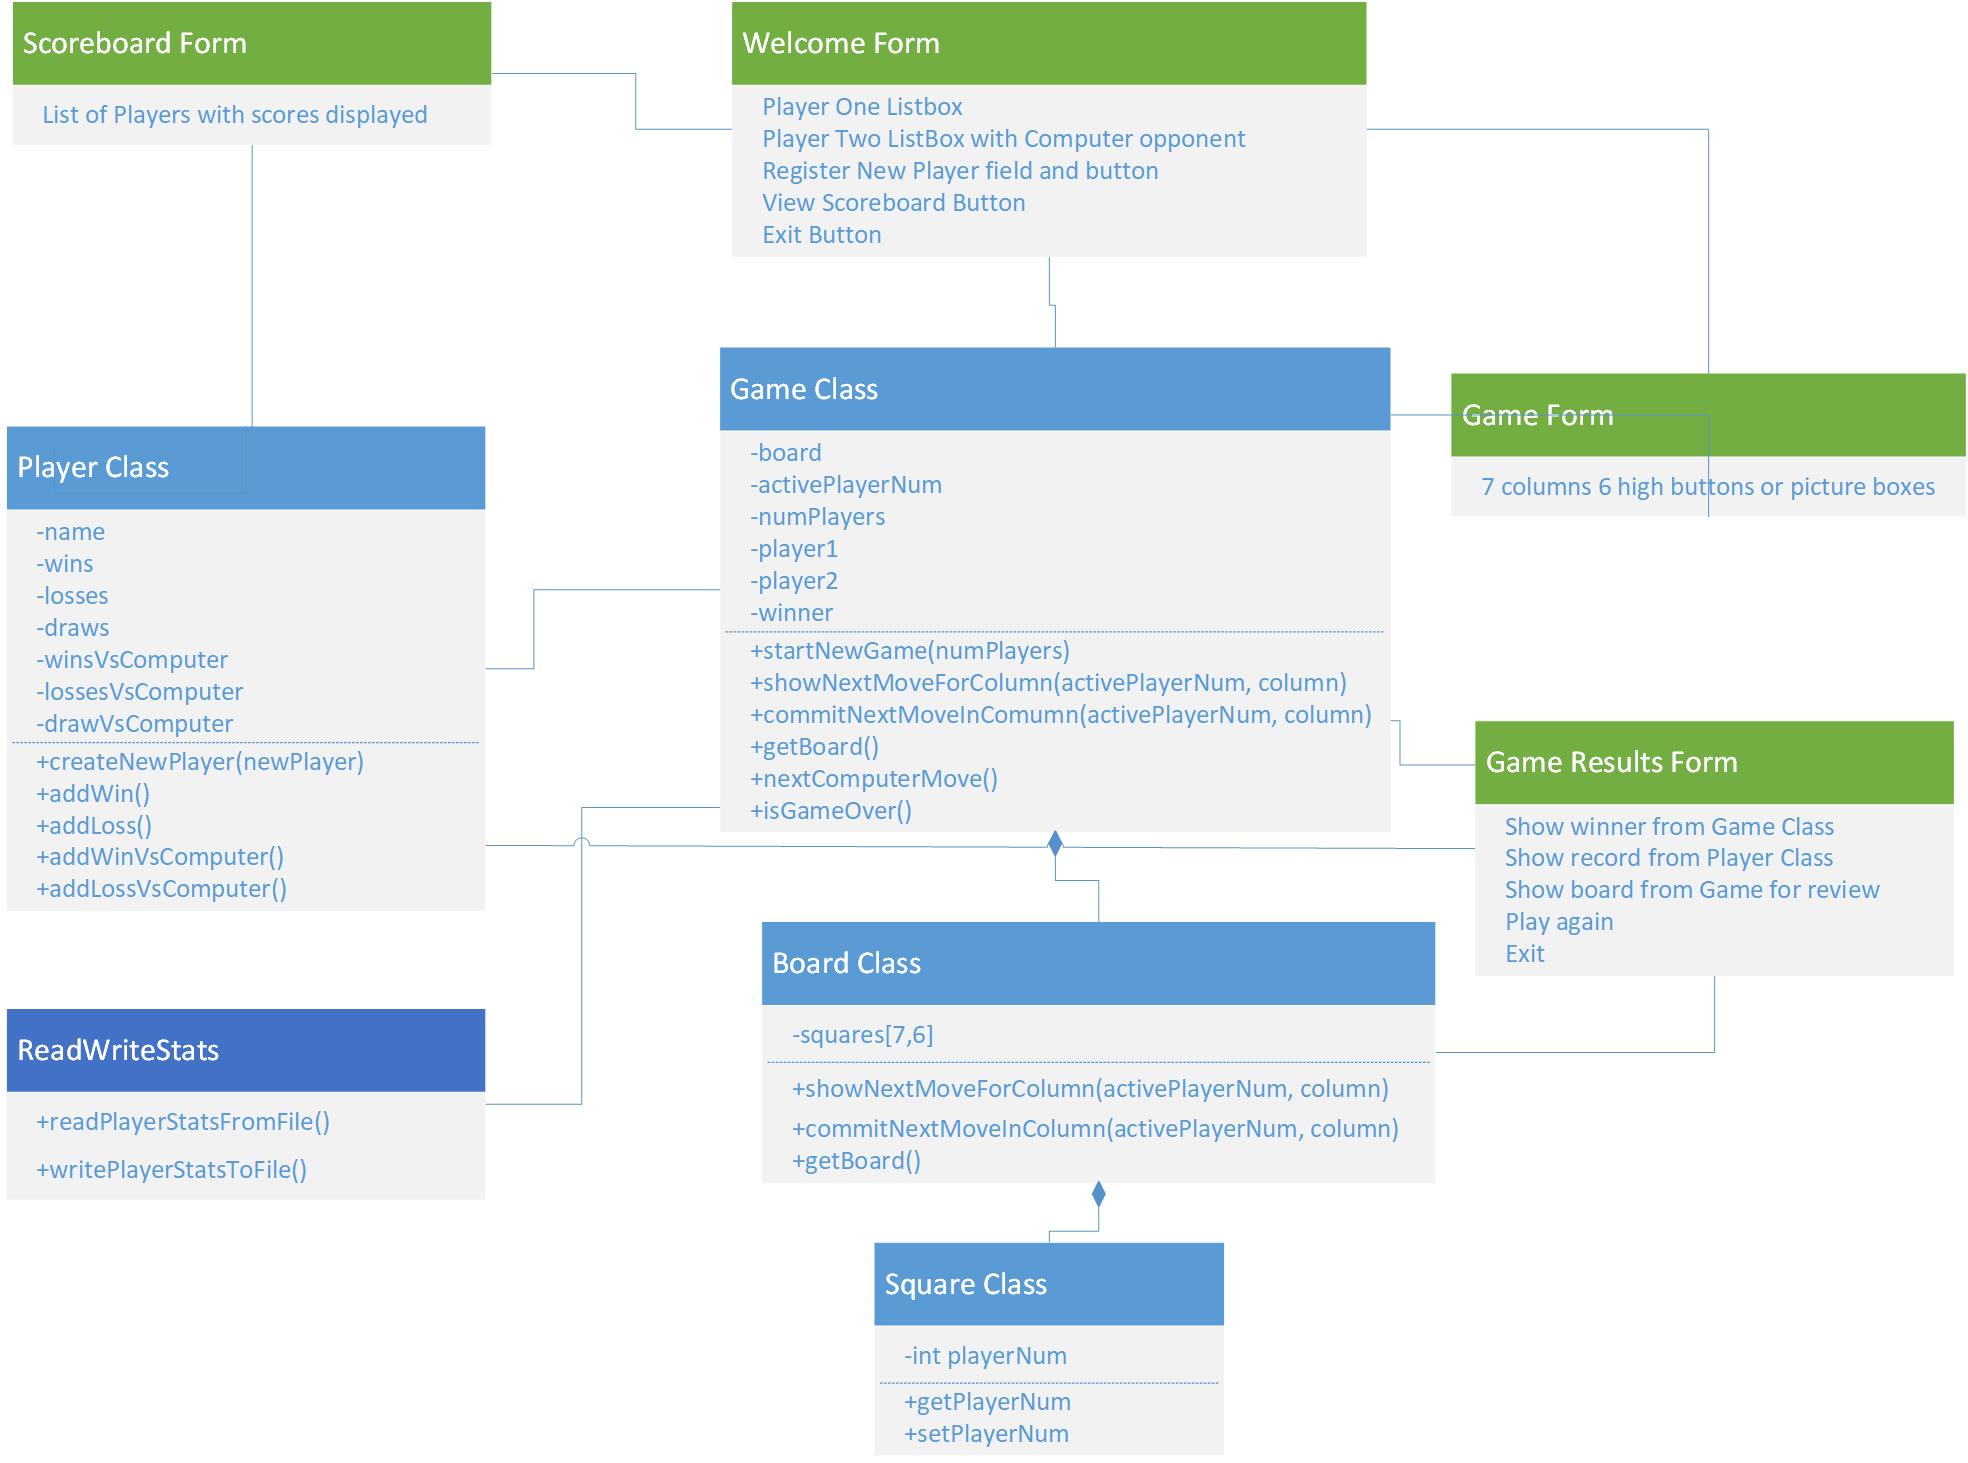 Scoreboard Form
List of Players with scores displayed
Welcome Form
Player One Listbox
Player Two ListBox with Computer opponent
Register New Player field and button
View Scoreboard Button
Exit Button
Game Class
-board
-activePlayerNum
-numPlayers
-player1
-player2
-winner
+startNewGame(numPlayers)
+showNextMoveForColumn(activePlayerNum, column)
+commitNextMoveInComumn(activePlayerNum, column)
+getBoard()
+nextComputerMove()
+isGameOver()
Game Form
7 columns 6 high buttons or picture boxes
Player Class
-name
-wins
-losses
-draws
-winsVsComputer
-lossesVsComputer
-drawVsComputer
+createNewPlayer(newPlayer)
+addWin()
+addLoss()
+addWinVsComputer()
+addLossVsComputer()
Game Results Form
Show winner from Game Class
Show record from Player Class
Show board from Game for review
Play again
Exit
Board Class
-squares[7,6]
+showNextMoveForColumn(activePlayerNum, column)
+commitNextMoveInColumn(activePlayerNum, column)
+getBoard()
ReadWriteStats
+readPlayerStatsFromFile()
+writePlayerStatsToFile()
Square Class
-int playerNum
+getPlayerNum
+setPlayerNum